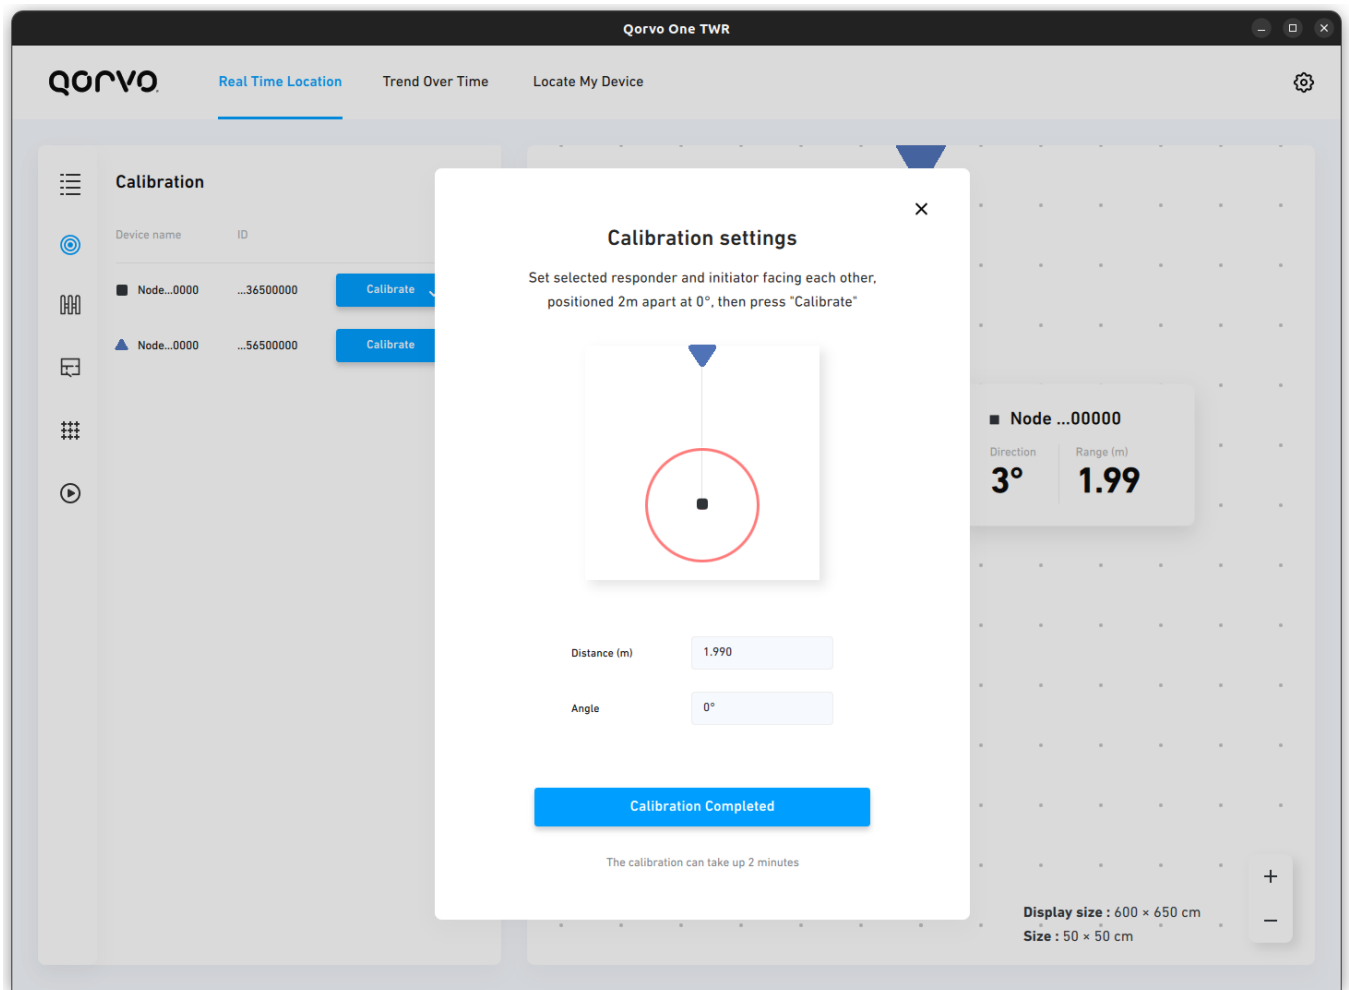 Qorvo One TWR
QORVO
Real Time Location
Trend Over Time
Locate My Device
Calibration
Device name
ID
Node...0000
...36500000
Calibrate
Node...0000
...56500000
Calibrate
Calibration settings
Set selected responder and initiator facing each other,
positioned 2m apart at 0°, then press "Calibrate"
Distance (m)
1.990
Angle
0°
Calibration Completed
The calibration can take up 2 minutes
Node ...00000
Direction
Range (m)
3°
1.99
Display size : 600 × 650 cm
Size : 50 × 50 cm